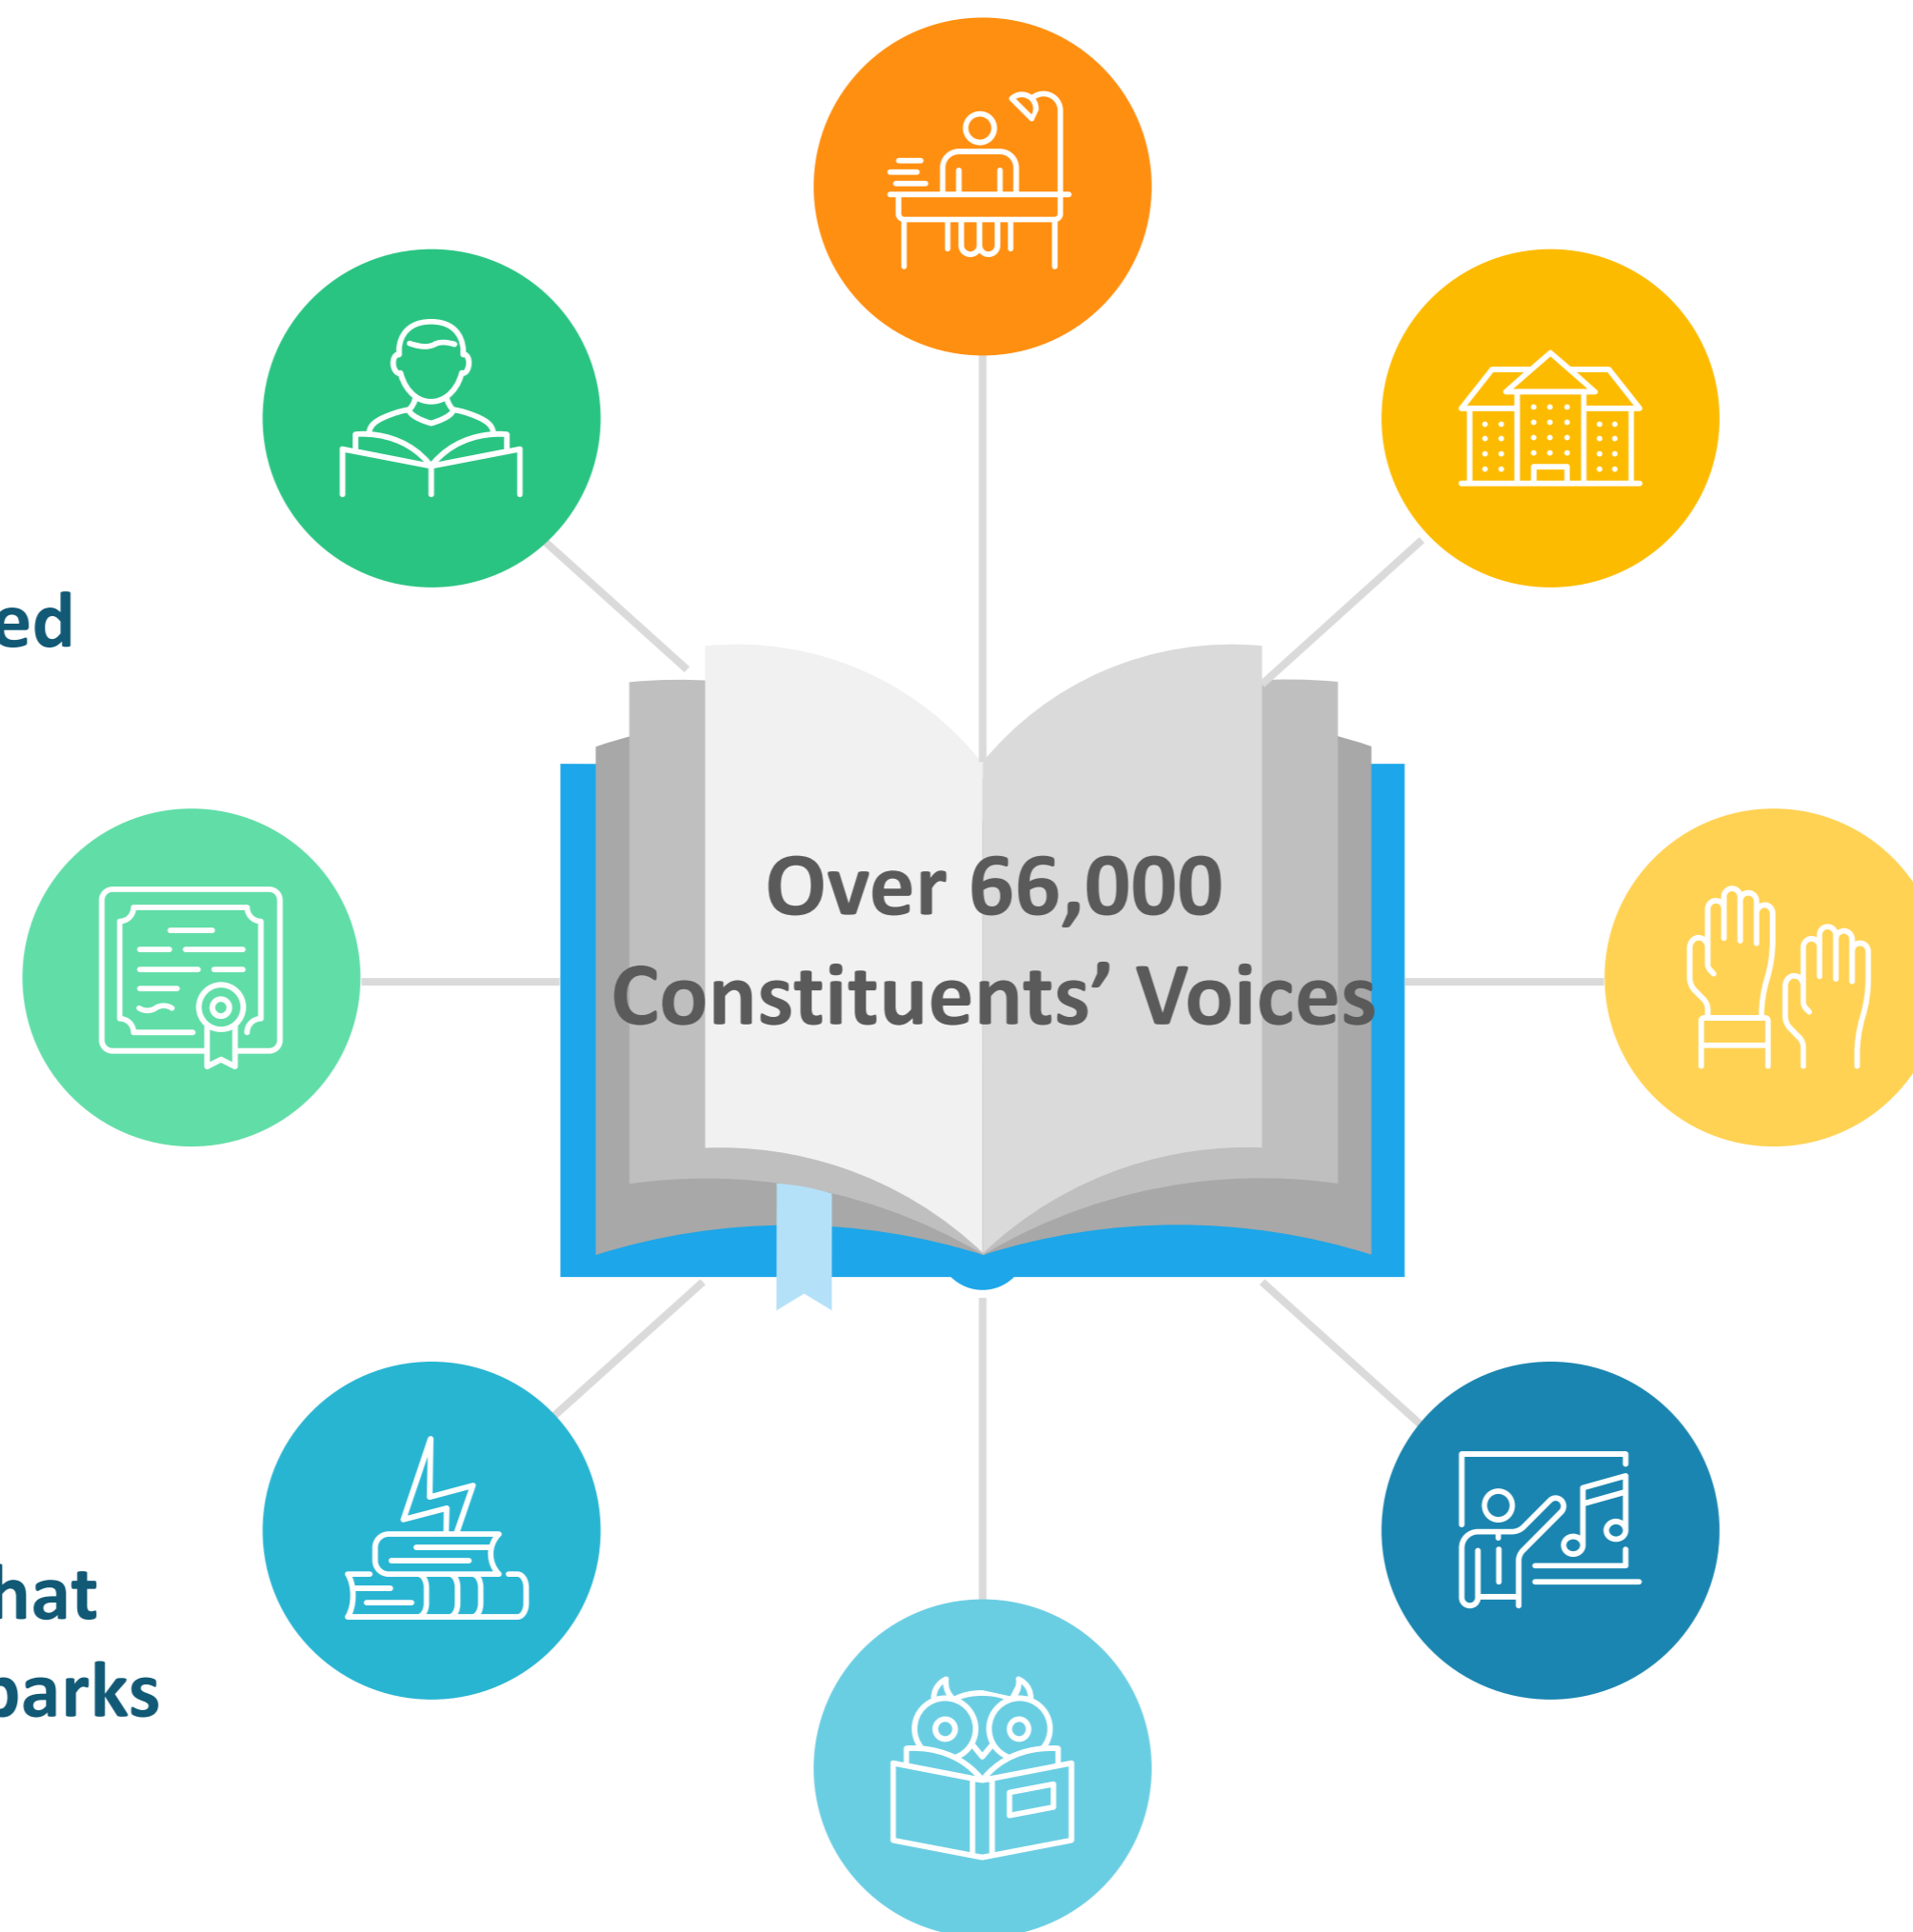 ed
Over 66,000
Constituents’ Voices
hat
parks